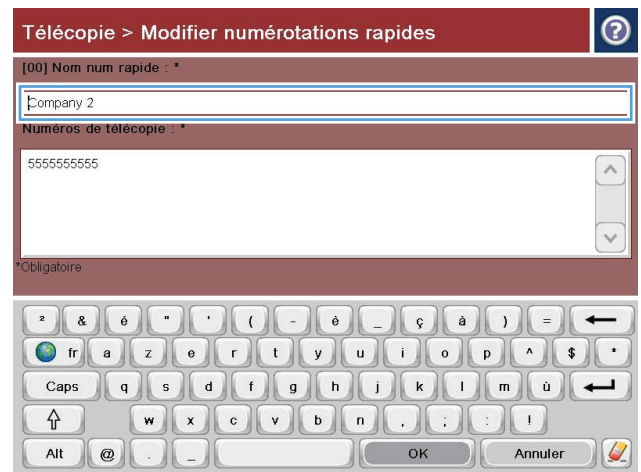 Télécopie > Modifier numérotations rapides ?
[00] Nom num rapide : *
Company 2
Numéros de télécopie : *
5555555555
*Obligatoire
² & é " ' ( - è _ ç à ) =
fr a z e r t y u i o p ^ $ *
Caps q s d f g h j k l m ù
w x c v b n , ; : !
Alt @ . _ OK Annuler